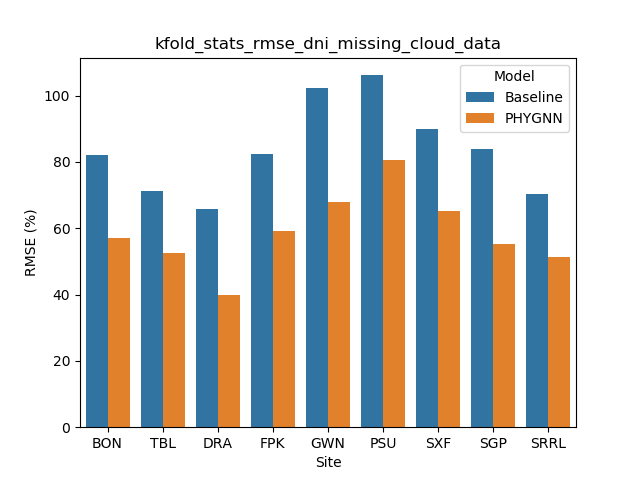 kfold_stats_rmse_dni_missing_cloud_data
Model
Baseline
PHYGNN
RMSE (%)
100
80
60
40
20
0
BON TBL DRA FPK GWN PSU SXF SGP SRRL
Site